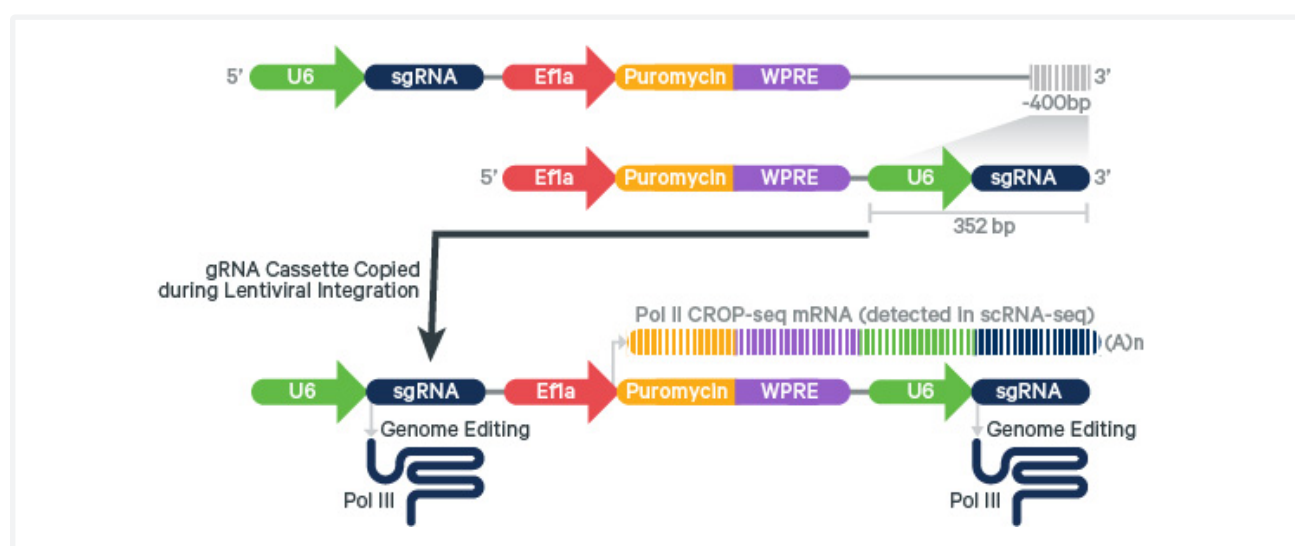 5' U6 sgRNA Ef1a Puromycin WPRE 3'
-400bp
5' Ef1a Puromycin WPRE U6 sgRNA 3'
352 bp
gRNA Cassette Copied
during Lentiviral Integration
Pol II CROP-seq mRNA (detected in scRNA-seq)
(A)n
U6 sgRNA Ef1a Puromycin WPRE U6 sgRNA
Genome Editing Genome Editing
Pol III Pol III